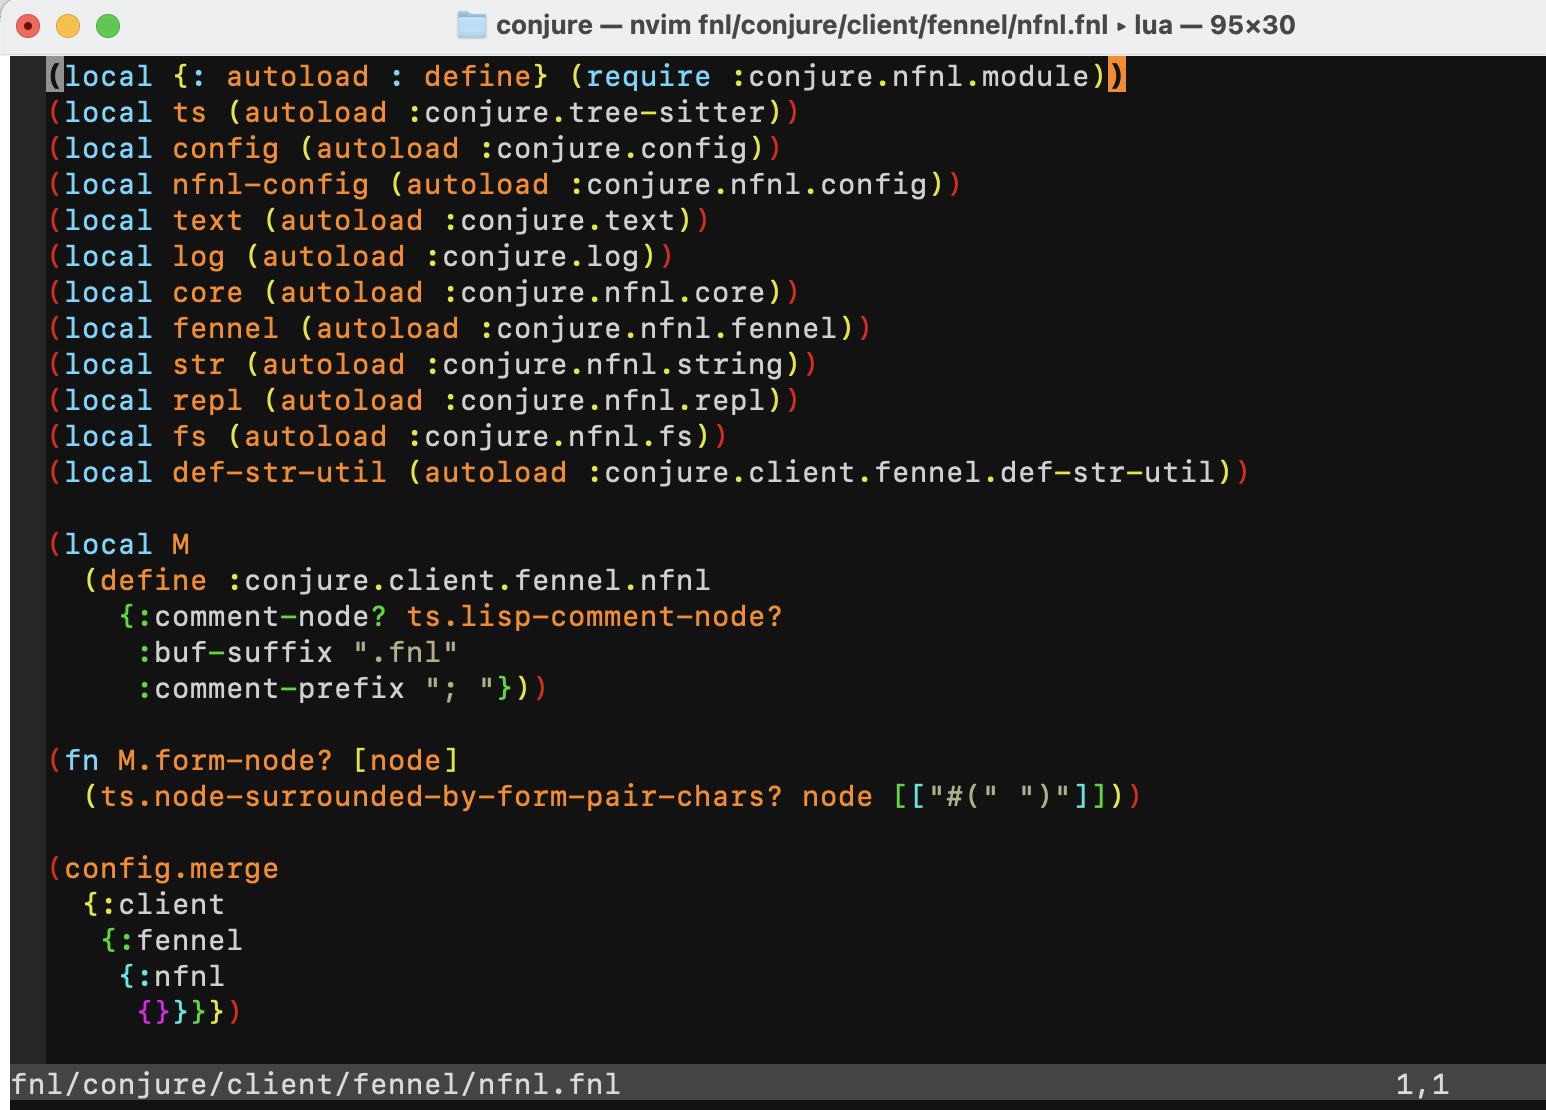 conjure — nvim fnl/conjure/client/fennel/nfnl.fnl ▸ lua — 95×30
(local {: autoload : define} (require :conjure.nfnl.module))
(local ts (autoload :conjure.tree-sitter))
(local config (autoload :conjure.config))
(local nfnl-config (autoload :conjure.nfnl.config))
(local text (autoload :conjure.text))
(local log (autoload :conjure.log))
(local core (autoload :conjure.nfnl.core))
(local fennel (autoload :conjure.nfnl.fennel))
(local str (autoload :conjure.nfnl.string))
(local repl (autoload :conjure.nfnl.repl))
(local fs (autoload :conjure.nfnl.fs))
(local def-str-util (autoload :conjure.client.fennel.def-str-util))

(local M
  (define :conjure.client.fennel.nfnl
    {:comment-node? ts.lisp-comment-node?
     :buf-suffix ".fnl"
     :comment-prefix "; "}))

(fn M.form-node? [node]
  (ts.node-surrounded-by-form-pair-chars? node [["#(" ")"]]))

(config.merge
  {:client
   {:fennel
    {:nfnl
     {}}}})

fnl/conjure/client/fennel/nfnl.fnl 1,1